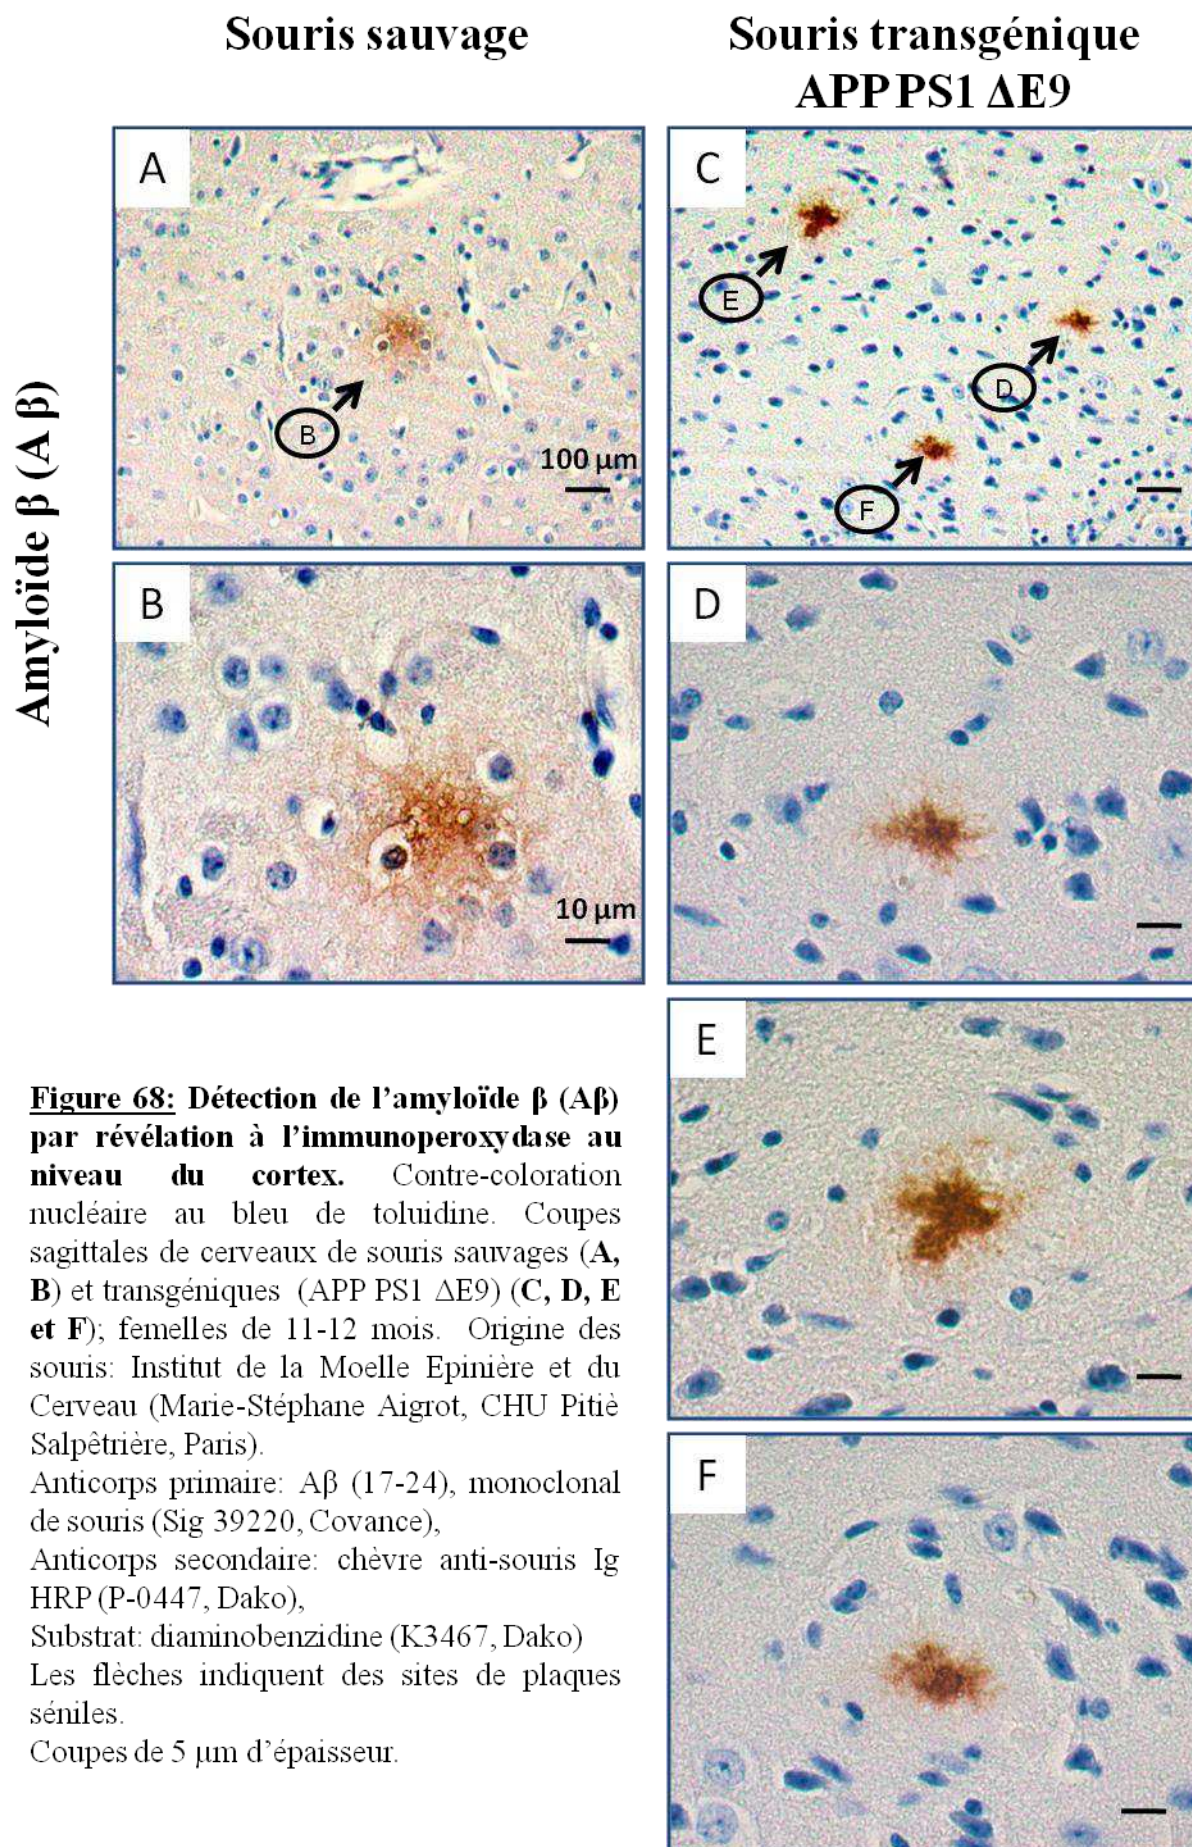 Souris sauvage
Souris transgénique
APP PS1 ΔE9
Amyloïde β (A β)
A
B
100 µm
C
E
D
F
B
10 µm
D
E
F
Figure 68: Détection de l’amyloïde β (Aβ)
par révélation à l’immunoperoxydase au
niveau du cortex. Contre-coloration
nucléaire au bleu de toluidine. Coupes
sagittales de cerveaux de souris sauvages (A,
B) et transgéniques (APP PS1 ΔE9) (C, D, E
et F); femelles de 11-12 mois. Origine des
souris: Institut de la Moelle Epinière et du
Cerveau (Marie-Stéphane Aigrot, CHU Pitiè
Salpêtrière, Paris).
Anticorps primaire: Aβ (17-24), monoclonal
de souris (Sig 39220, Covance),
Anticorps secondaire: chèvre anti-souris Ig
HRP (P-0447, Dako),
Substrat: diaminobenzidine (K3467, Dako)
Les flèches indiquent des sites de plaques
séniles.
Coupes de 5 µm d’épaisseur.